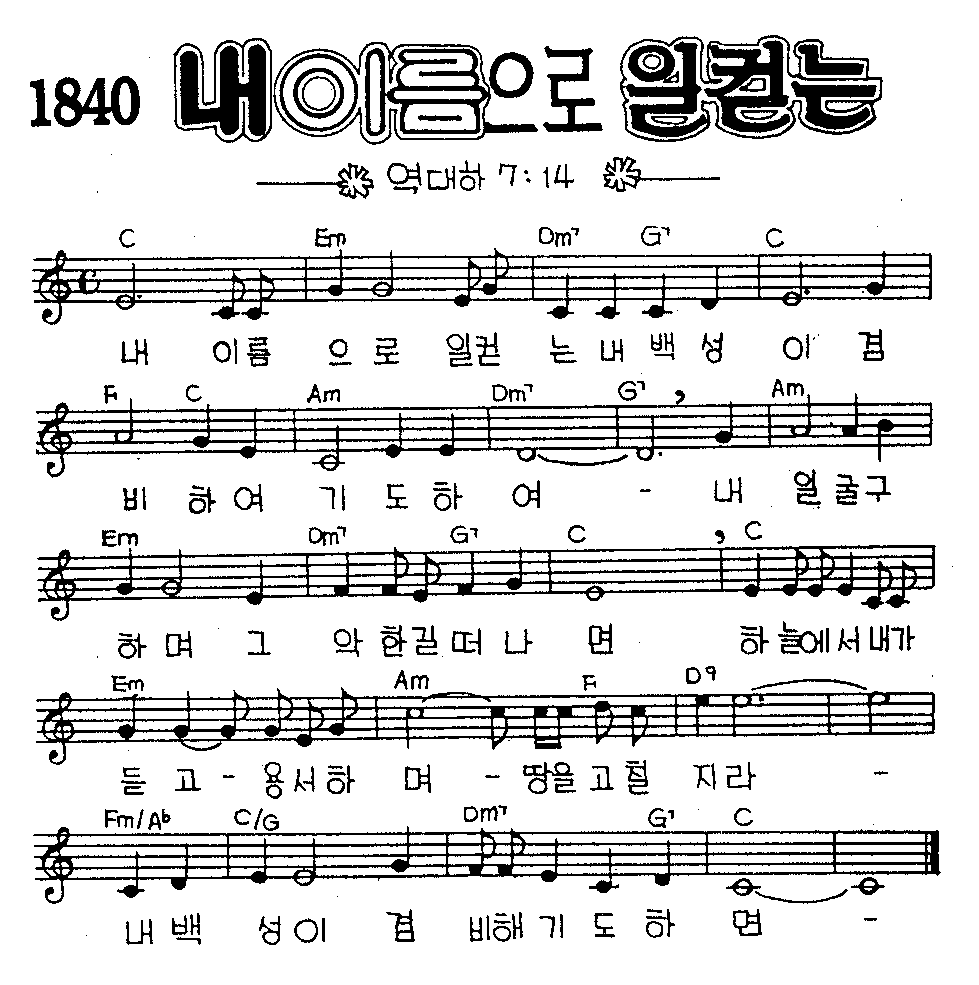 1840 내 이름으로 일컫는
역대하 7:14
C Em Dm7 G7 C
내 이름 으 로 일컫 는 내 백 성 이 겸
F C Am Dm7 G7 , Am
비 하 여 기 도 하 여 - 내 얼 굴 구
Em Dm7 G7 C , C
하 며 그 악 한 길 떠 나 면 하 늘에서 내가
Em Am F D9
듣 고 - 용서하 며 - 땅을고칠 지라 -
Fm/Ab C/G Dm7 G7 C
내 백 성이 겸 비해 기 도 하 면 -